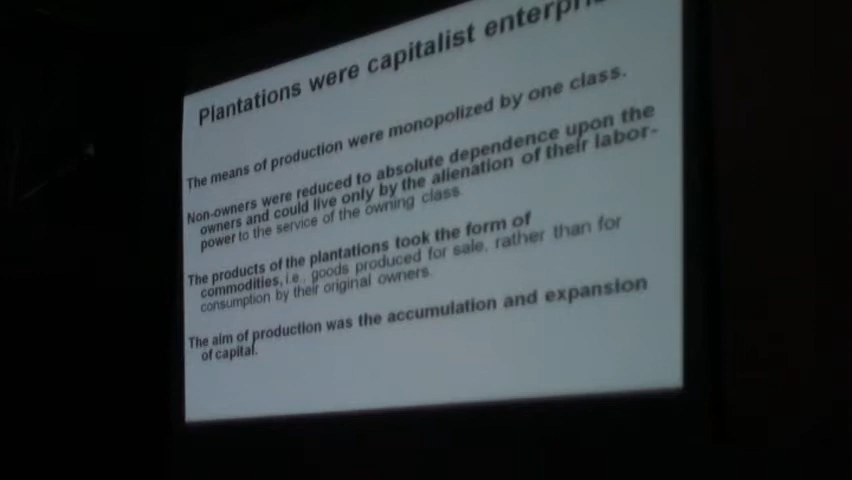 Plantations were capitalist
The means of production were monopolized by one class.
Non-owners were reduced to absolute dependence upon the
owners and could live only by the alienation of their labor-
power to the service of the owning class.
The products of the plantations took the form of
commodities, i.e., goods produced for sale, rather than for
consumption by their original owners.
The aim of production was the accumulation and expansion
of capital.